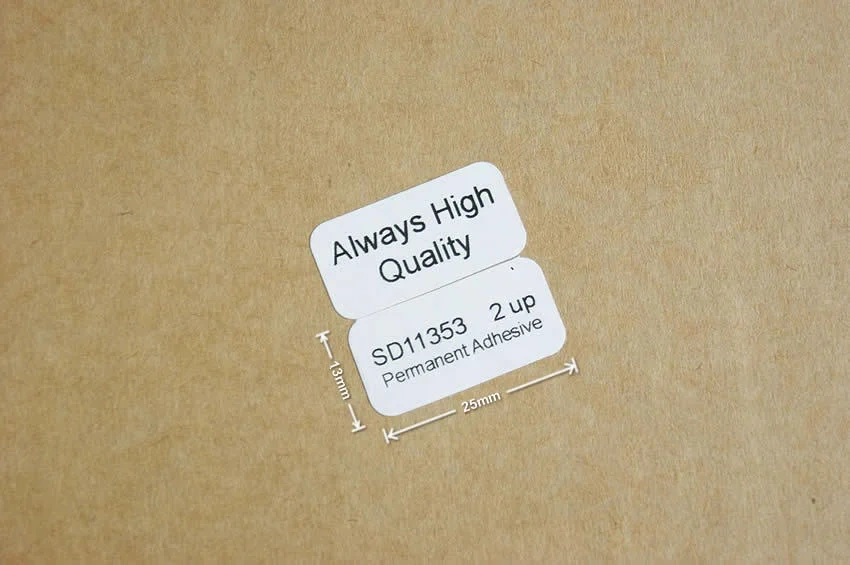 Always High
Quality
SD11353 2 up
Permanent Adhesive
13mm
25mm